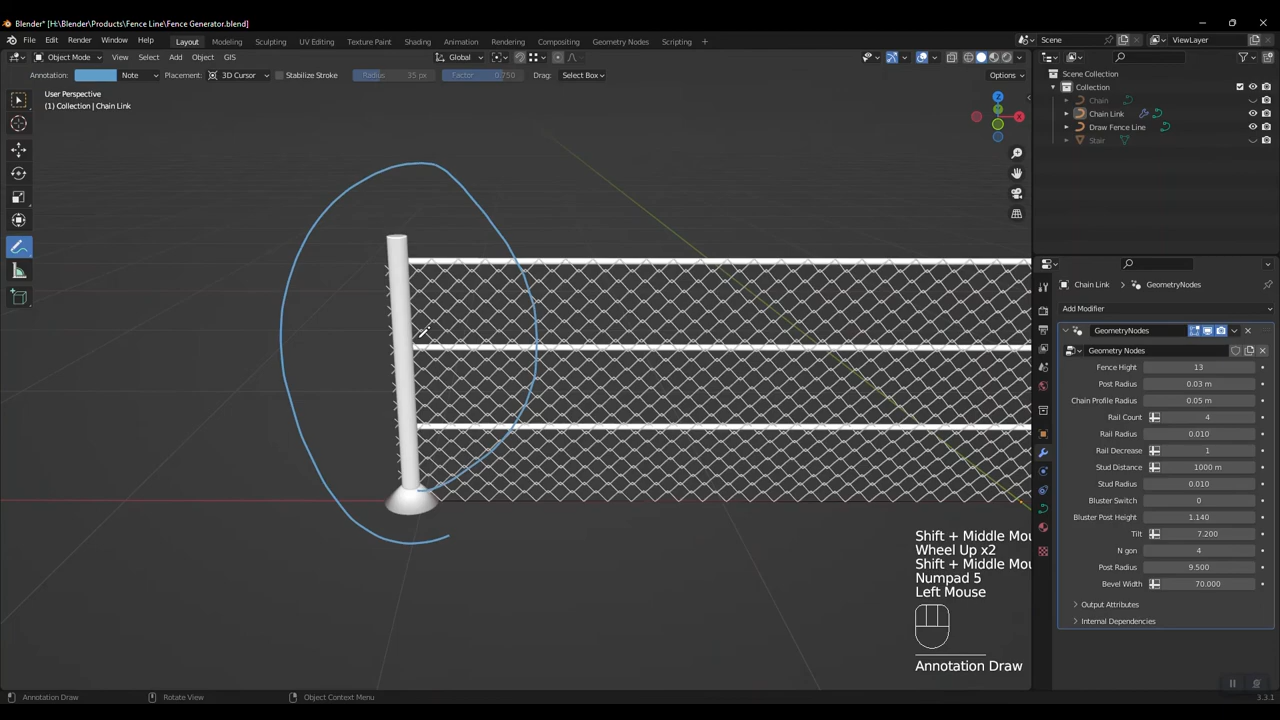 Blender* [H:\Blender\Products\Fence Line\Fence Generator.blend]
File Edit Render Window Help Layout Modeling Sculpting UV Editing Texture Paint Shading Animation Rendering Compositing Geometry Nodes Scripting + Scene ViewLayer
Object Mode View Select Add Object GIS Global
Annotation: Note Placement: 3D Cursor Stabilize Stroke Radius 35 px Factor 0.750 Drag: Select Box Options
User Perspective
(1) Collection | Chain Link
Z
X
Scene Collection
Collection
Chain
Chain Link
Draw Fence Line
Stair
Chain Link GeometryNodes
Add Modifier
GeometryNodes
Geometry Nodes
Fence Hight 13
Post Radius 0.03 m
Chain Profile Radius 0.05 m
Rail Count 4
Rail Radius 0.010
Rail Decrease 1
Stud Distance 1000 m
Stud Radius 0.010
Bluster Switch 0
Bluster Post Height 1.140
Tilt 7.200
N gon 4
Post Radius 9.500
Bevel Width 70.000
Output Attributes
Internal Dependencies
Shift + Middle Mou
Wheel Up x2
Shift + Middle Mou
Numpad 5
Left Mouse
Annotation Draw
Annotation Draw Rotate View Object Context Menu 3.3.1